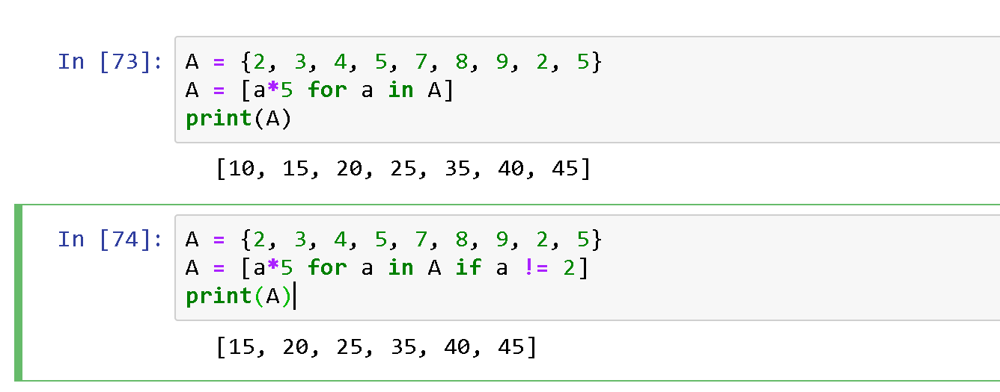 In [73]: A = {2, 3, 4, 5, 7, 8, 9, 2, 5}
A = [a*5 for a in A]
print(A)
[10, 15, 20, 25, 35, 40, 45]
In [74]: A = {2, 3, 4, 5, 7, 8, 9, 2, 5}
A = [a*5 for a in A if a != 2]
print(A)
[15, 20, 25, 35, 40, 45]